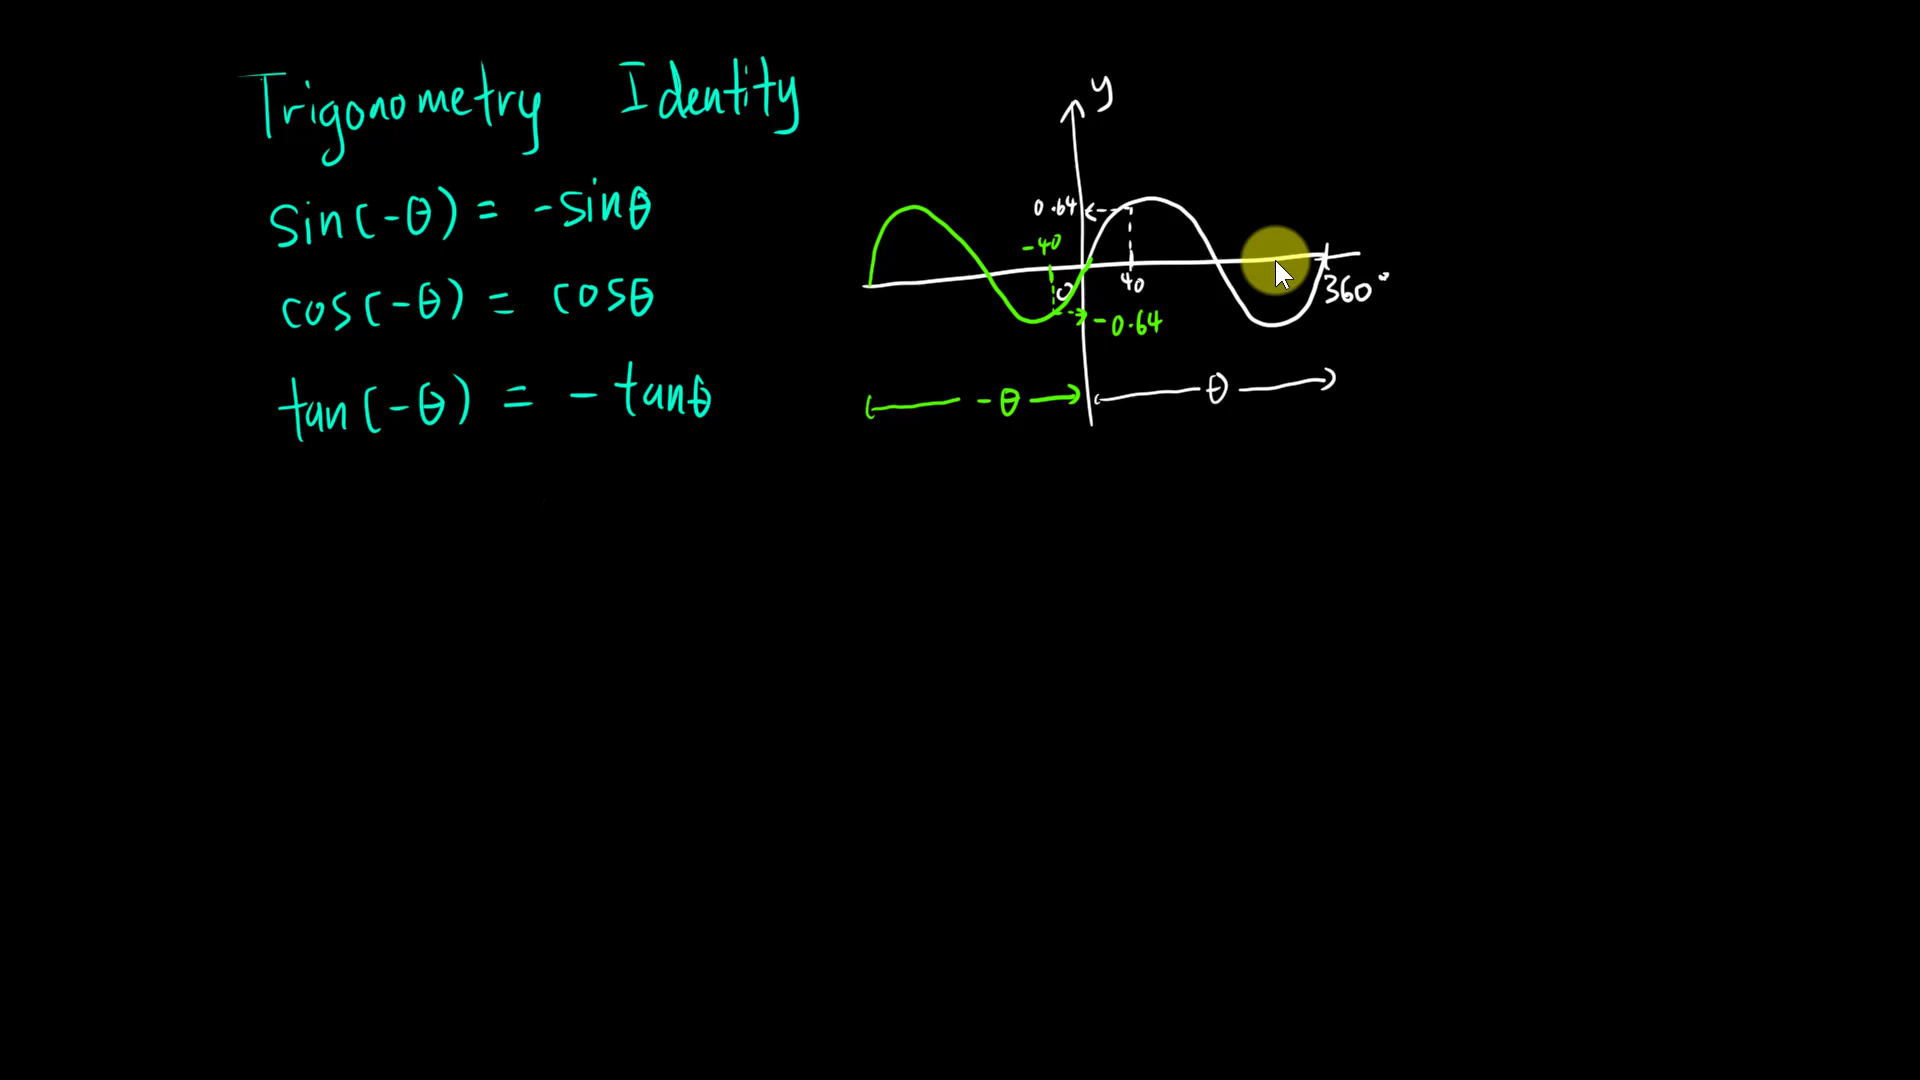 Trigonometry Identity
sin(-θ) = -sinθ
cos(-θ) = cosθ
tan(-θ) = -tanθ
y
0.64
-40
0
40
360°
-0.64
-θ
θ